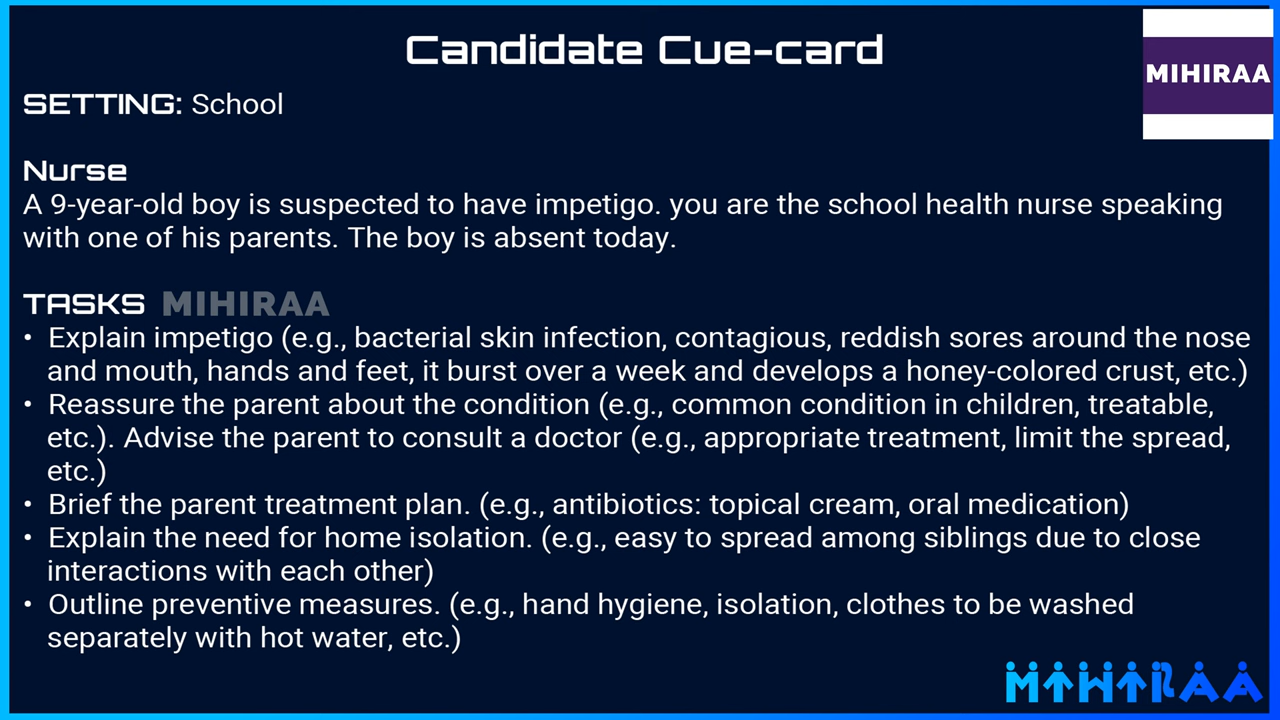 Candidate Cue-card
MIHIRAA
SETTING: School
Nurse
A 9-year-old boy is suspected to have impetigo. you are the school health nurse speaking
with one of his parents. The boy is absent today.
TASKS MIHIRAA
• Explain impetigo (e.g., bacterial skin infection, contagious, reddish sores around the nose
and mouth, hands and feet, it burst over a week and develops a honey-colored crust, etc.)
• Reassure the parent about the condition (e.g., common condition in children, treatable,
etc.). Advise the parent to consult a doctor (e.g., appropriate treatment, limit the spread,
etc.)
• Brief the parent treatment plan. (e.g., antibiotics: topical cream, oral medication)
• Explain the need for home isolation. (e.g., easy to spread among siblings due to close
interactions with each other)
• Outline preventive measures. (e.g., hand hygiene, isolation, clothes to be washed
separately with hot water, etc.)
MIHIRAA